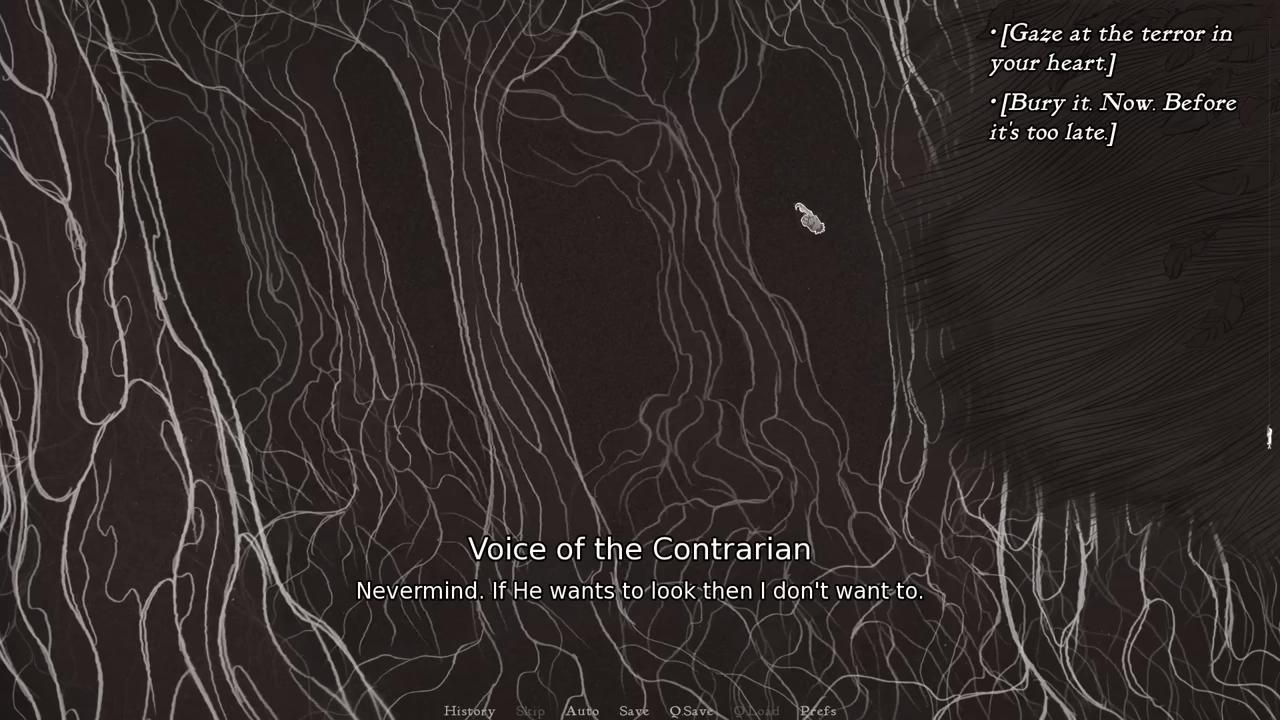 • [Gaze at the terror in
your heart.]
• [Bury it. Now. Before
it's too late.]
Voice of the Contrarian
Nevermind. If He wants to look then I don't want to.
History Skip Auto Save Q.Save Q.Load Prefs